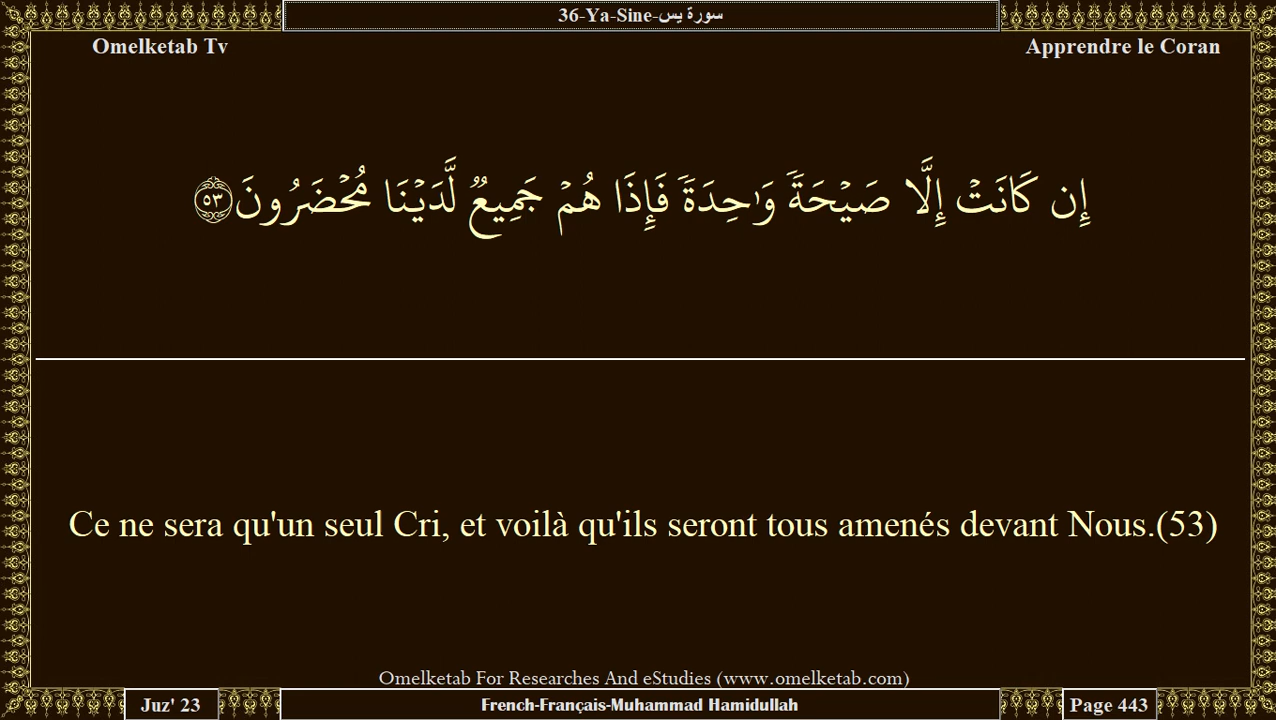 36-Ya-Sine-سورة يس
Omelketab Tv
Apprendre le Coran
إِن كَانَتۡ إِلَّا صَيۡحَةٗ وَٰحِدَةٗ فَإِذَا هُمۡ جَمِيعٞ لَّدَيۡنَا مُحۡضَرُونَ ٥٣
Ce ne sera qu'un seul Cri, et voilà qu'ils seront tous amenés devant Nous.(53)
Omelketab For Researches And eStudies (www.omelketab.com)
Juz' 23
French-Français-Muhammad Hamidullah
Page 443